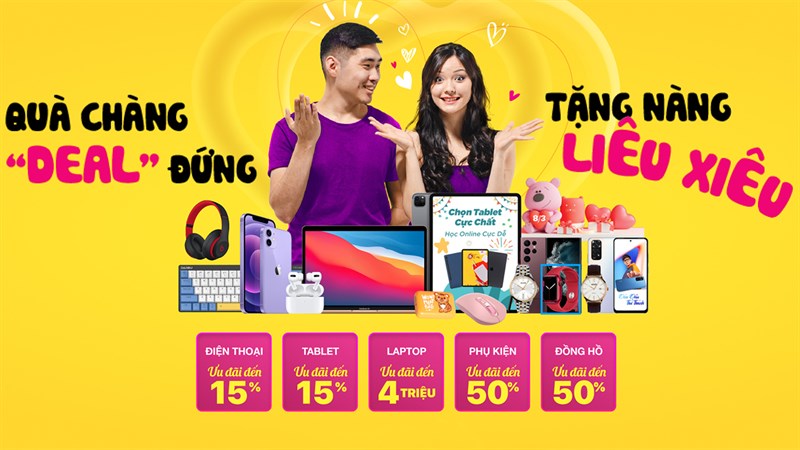 QUÀ CHÀNG
“DEAL” ĐỨNG
TẶNG NÀNG
LIÊU XIÊU
Chọn Tablet
Cực Chất
Học Online Cực Dễ
8/3
ĐIỆN THOẠI
Ưu đãi đến
15%
TABLET
Ưu đãi đến
15%
LAPTOP
Ưu đãi đến
4 TRIỆU
PHỤ KIỆN
Ưu đãi đến
50%
ĐỒNG HỒ
Ưu đãi đến
50%